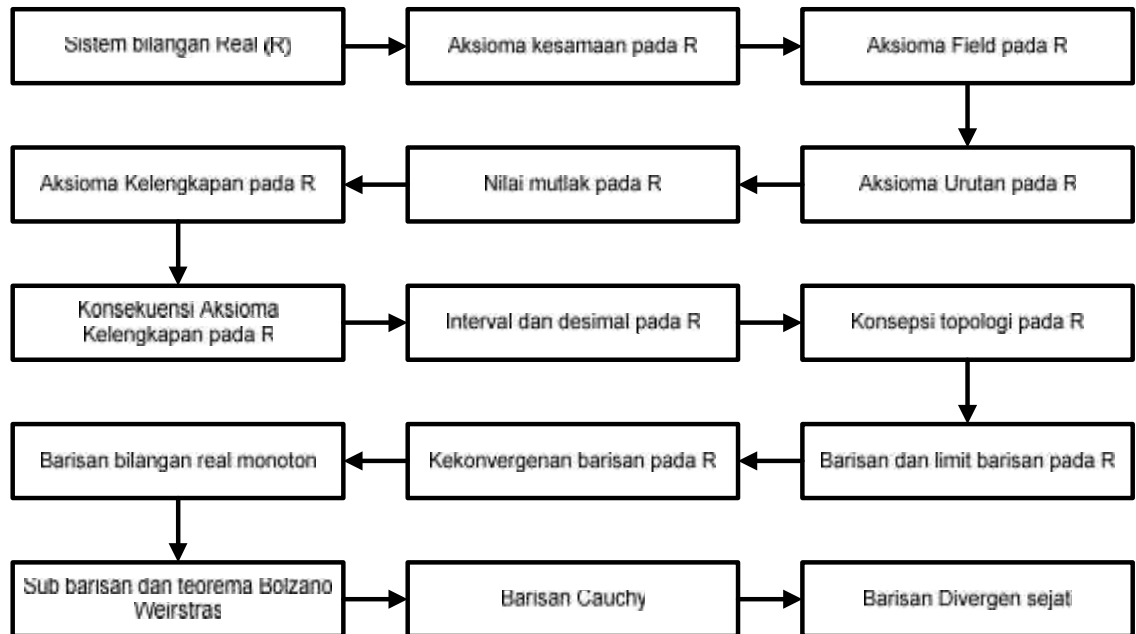 Sistem bilangan Real (R)
Aksioma kesamaan pada R
Aksioma Field pada R
Aksioma Urutan pada R
Nilai mutlak pada R
Aksioma Kelengkapan pada R
Konsekuensi Aksioma
Kelengkapan pada R
Interval dan desimal pada R
Konsepsi topologi pada R
Barisan dan limit barisan pada R
Kekonvergenan barisan pada R
Barisan bilangan real monoton
Sub barisan dan teorema Bolzano
Weirstras
Barisan Cauchy
Barisan Divergen sejati